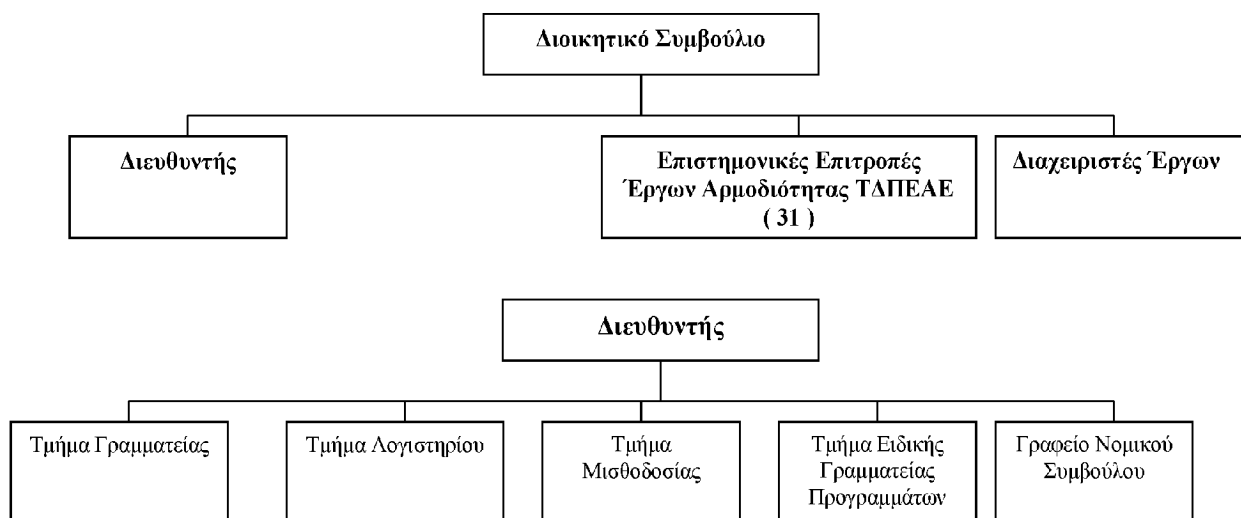 Διοικητικό Συμβούλιο
Διευθυντής
Επιστημονικές Επιτροπές
Έργων Αρμοδιότητας ΤΔΠΕΑΕ
( 31 )
Διαχειριστές Έργων
Διευθυντής
Τμήμα Γραμματείας
Τμήμα Λογιστηρίου
Τμήμα
Μισθοδοσίας
Τμήμα Ειδικής
Γραμματείας
Προγραμμάτων
Γραφείο Νομικού
Συμβούλου